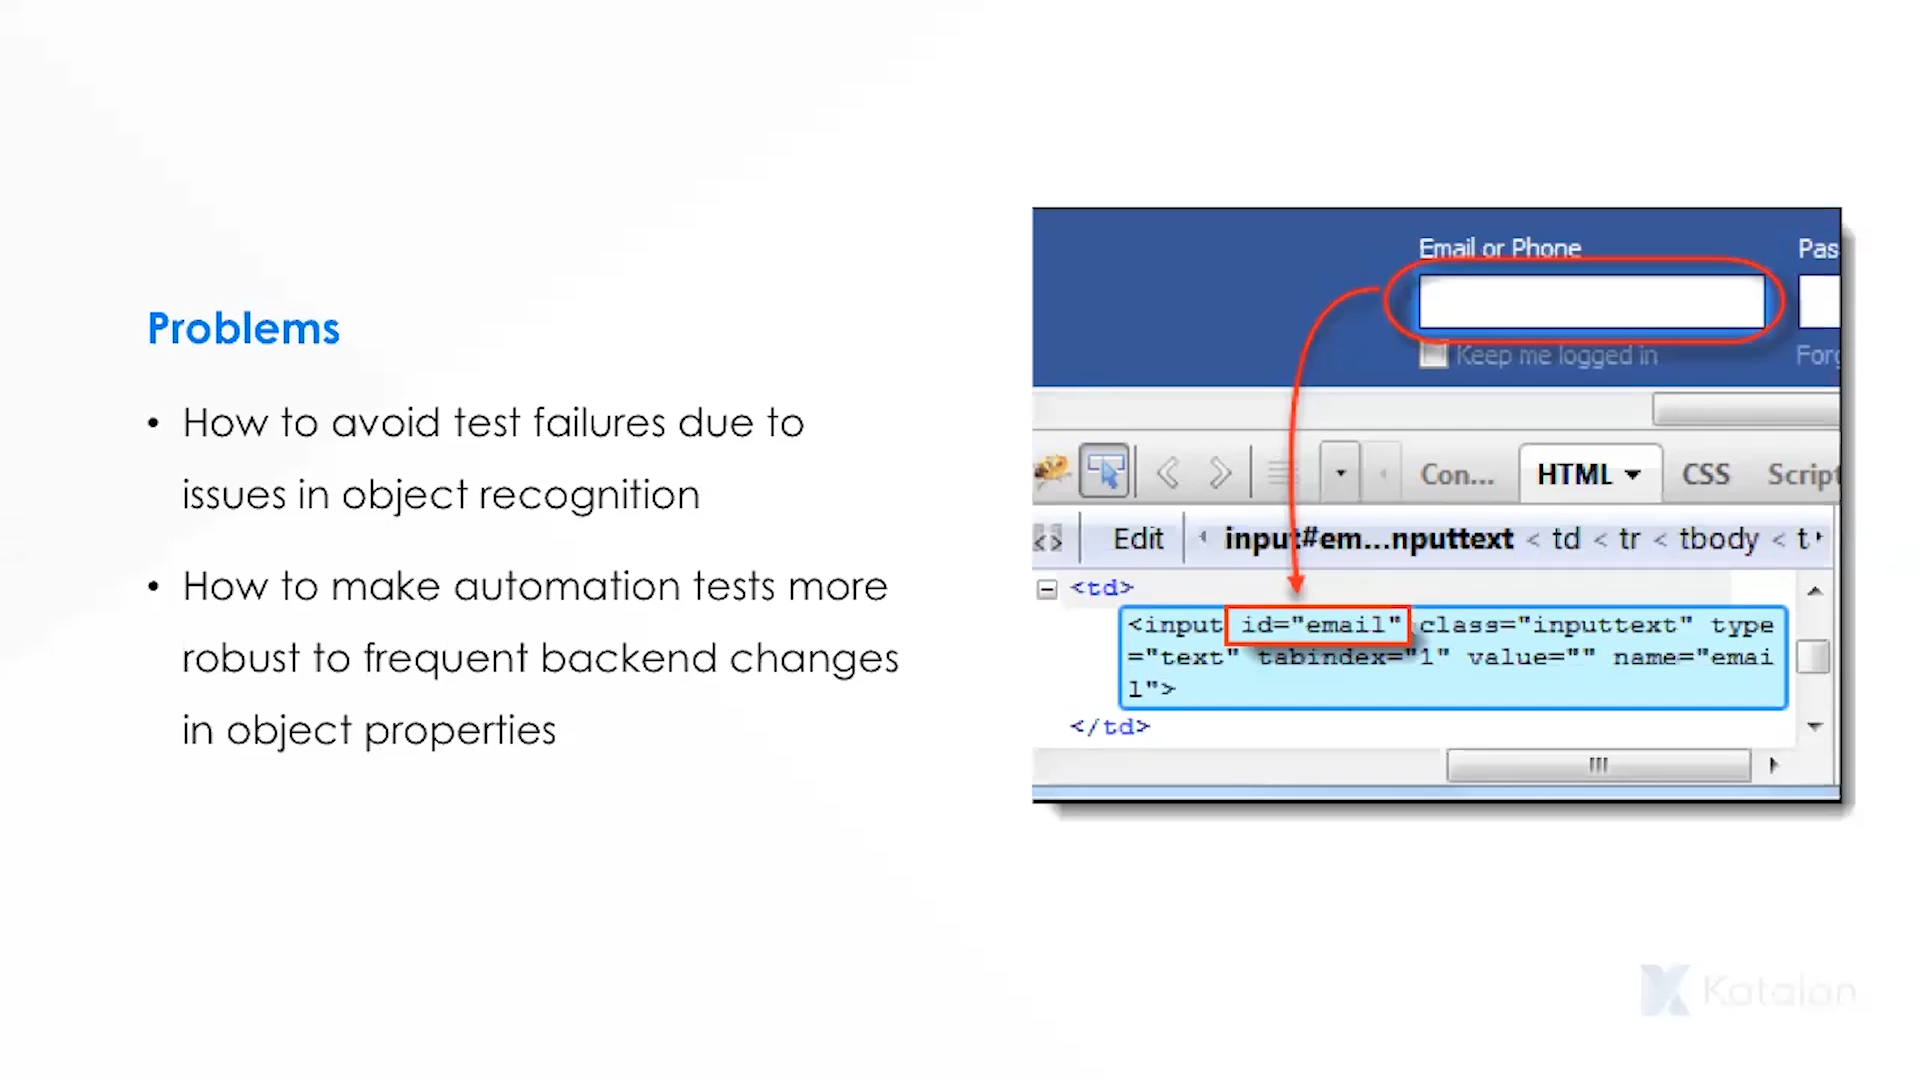 Problems
• How to avoid test failures due to
issues in object recognition
• How to make automation tests more
robust to frequent backend changes
in object properties
Email or Phone
Pas
Keep me logged in
Forg
Con...
HTML
CSS
Script
Edit
input#em...nputtext < td < tr < tbody < t
<td>
<input id="email" class="inputtext" type
="text" tabindex="1" value="" name="emai
l">
</td>
Katalon